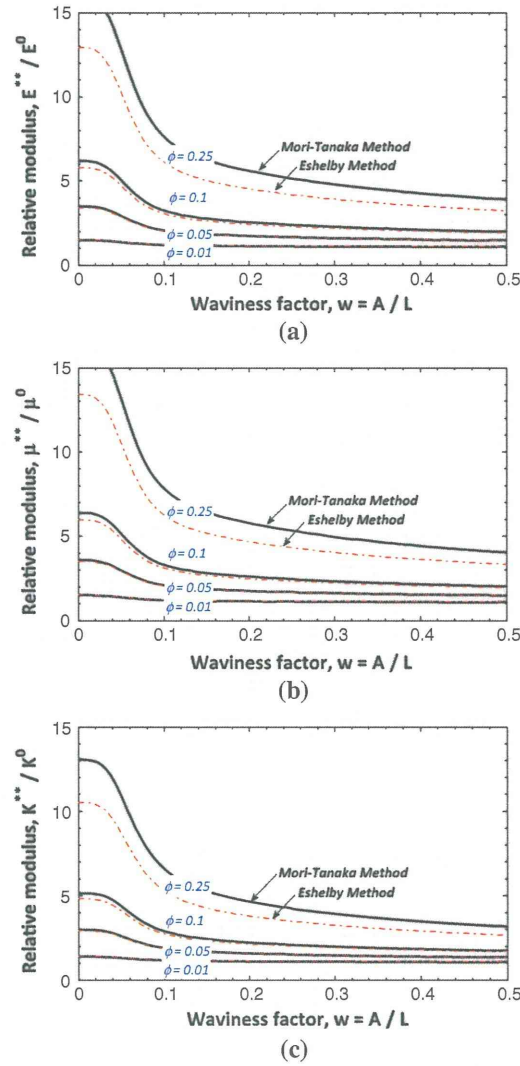 15
10
5
0
Relative modulus, E** / E⁰
Mori-Tanaka Method
Eshelby Method
ϕ = 0.25
ϕ = 0.1
ϕ = 0.05
ϕ = 0.01
0 0.1 0.2 0.3 0.4 0.5
Waviness factor, w = A / L
(a)
15
10
5
0
Relative modulus, μ** / μ⁰
Mori-Tanaka Method
Eshelby Method
ϕ = 0.25
ϕ = 0.1
ϕ = 0.05
ϕ = 0.01
0 0.1 0.2 0.3 0.4 0.5
Waviness factor, w = A / L
(b)
15
10
5
0
Relative modulus, K** / K⁰
Mori-Tanaka Method
Eshelby Method
ϕ = 0.25
ϕ = 0.1
ϕ = 0.05
ϕ = 0.01
0 0.1 0.2 0.3 0.4 0.5
Waviness factor, w = A / L
(c)